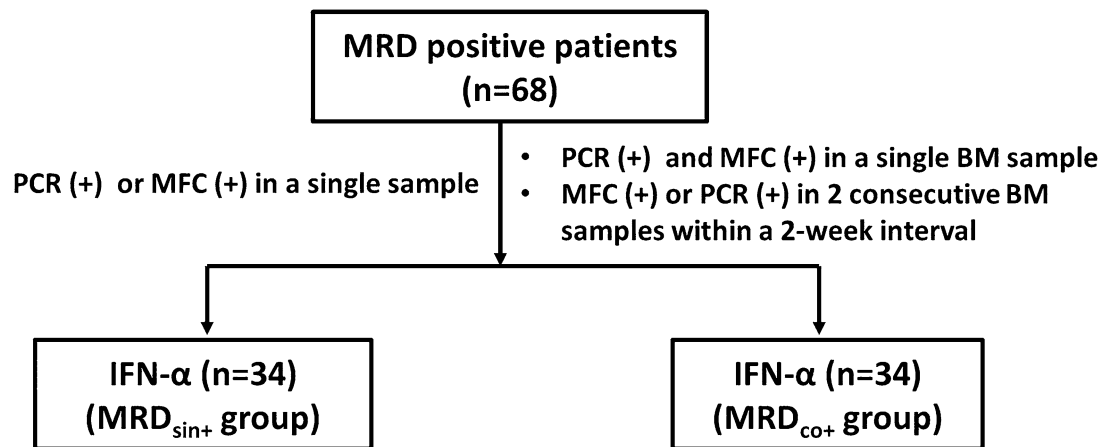 MRD positive patients
(n=68)
PCR (+) or MFC (+) in a single sample
• PCR (+) and MFC (+) in a single BM sample
• MFC (+) or PCR (+) in 2 consecutive BM
samples within a 2-week interval
IFN-α (n=34)
(MRDsin+ group)
IFN-α (n=34)
(MRDco+ group)